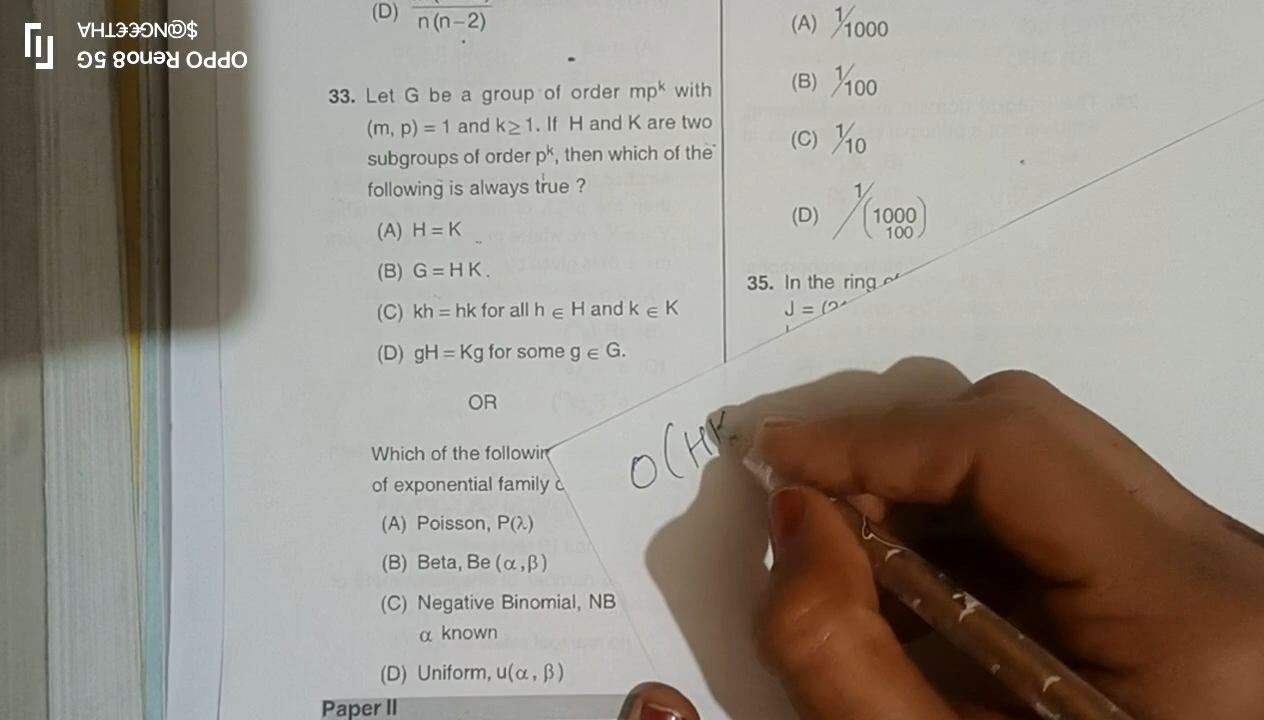 $@NGEETHA
OPPO Reno8 5G
(D) n(n-2)
33. Let G be a group of order mpᵏ with
(m, p) = 1 and k≥1. If H and K are two
subgroups of order pᵏ, then which of the
following is always true ?
(A) H = K
(B) G = H K.
(C) kh = hk for all h ∈ H and k ∈ K
(D) gH = Kg for some g ∈ G.
OR
Which of the
of exponential family
(A) Poisson, P(λ)
(B) Beta, Be (α,β)
(C) Negative Binomial, NB
α known
(D) Uniform, u(α, β)
Paper II
(A) 1/1000
(B) 1/100
(C) 1/10
(D) 1/(1000 100)
35. In the ring
J =
O(HK